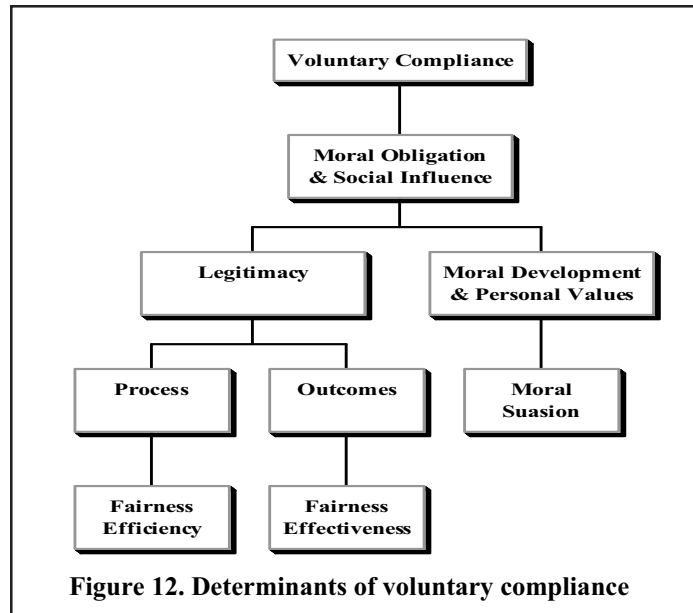 Voluntary Compliance
Moral Obligation
& Social Influence
Legitimacy
Moral Development
& Personal Values
Process
Outcomes
Moral
Suasion
Fairness
Efficiency
Fairness
Effectiveness
Figure 12. Determinants of voluntary compliance